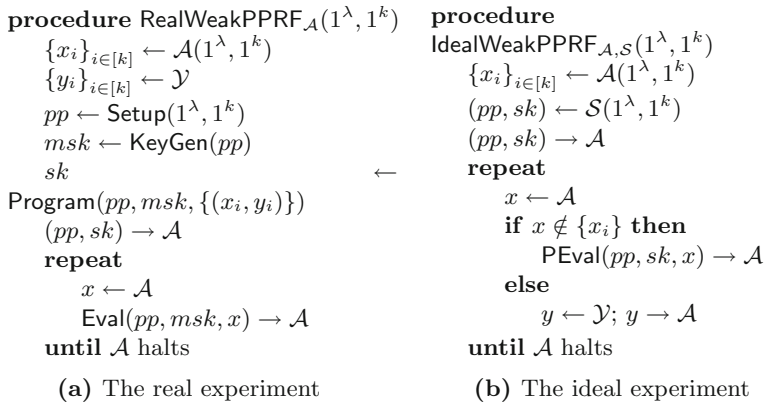 procedure RealWeakPPRF_𝒜(1^λ, 1^k)
{x_i}_{i∈[k]} ← 𝒜(1^λ, 1^k)
{y_i}_{i∈[k]} ← 𝒴
pp ← Setup(1^λ, 1^k)
msk ← KeyGen(pp)
sk ←
Program(pp, msk, {(x_i, y_i)})
(pp, sk) → 𝒜
repeat
x ← 𝒜
Eval(pp, msk, x) → 𝒜
until 𝒜 halts
(a) The real experiment
procedure
IdealWeakPPRF_{𝒜,𝒮}(1^λ, 1^k)
{x_i}_{i∈[k]} ← 𝒜(1^λ, 1^k)
(pp, sk) ← 𝒮(1^λ, 1^k)
(pp, sk) → 𝒜
repeat
x ← 𝒜
if x ∉ {x_i} then
PEval(pp, sk, x) → 𝒜
else
y ← 𝒴; y → 𝒜
until 𝒜 halts
(b) The ideal experiment